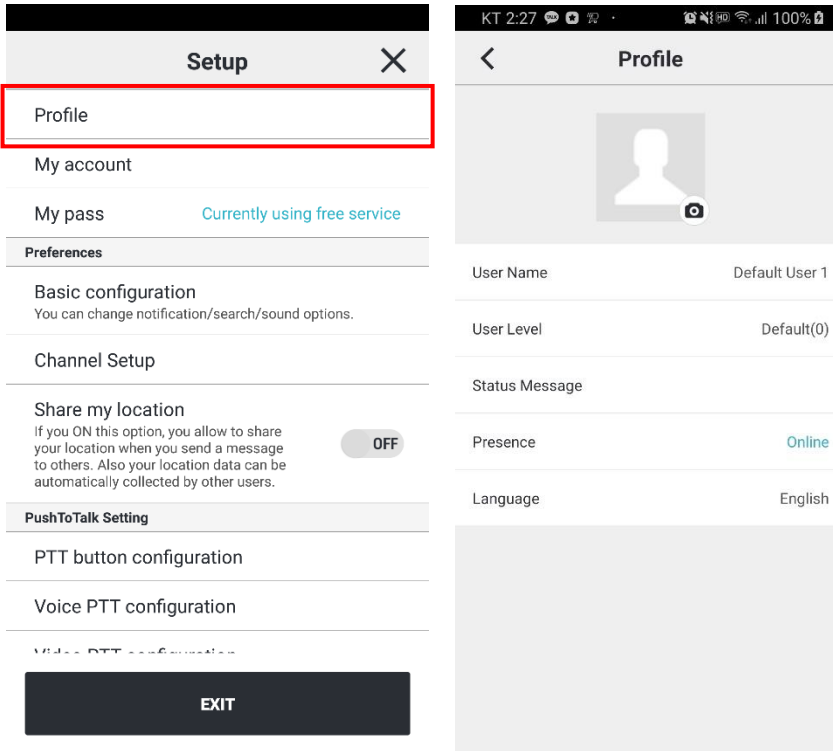 Setup
Profile
My account
My pass Currently using free service
Preferences
Basic configuration
You can change notification/search/sound options.
Channel Setup
Share my location
If you ON this option, you allow to share
your location when you send a message
to others. Also your location data can be
automatically collected by other users.
OFF
PushToTalk Setting
PTT button configuration
Voice PTT configuration
Video PTT configuration
EXIT
KT 2:27 100%
Profile
User Name Default User 1
User Level Default(0)
Status Message
Presence Online
Language English